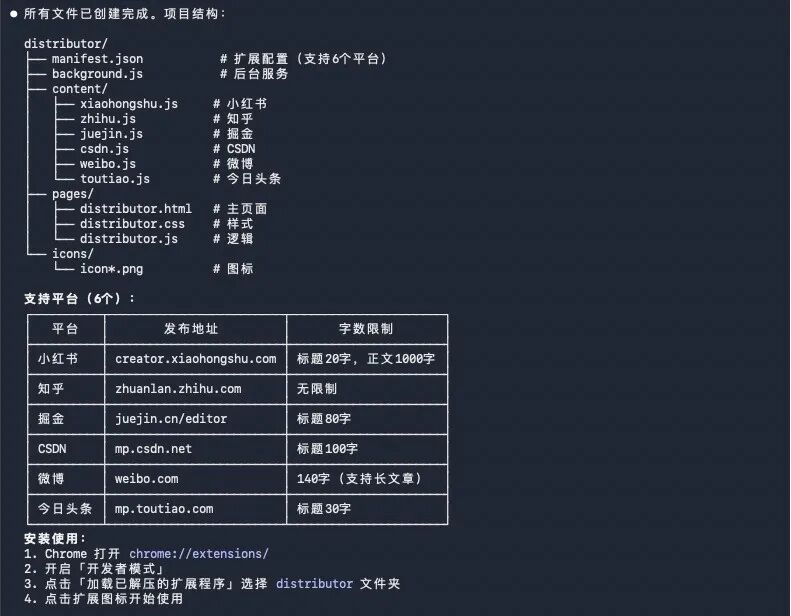 ● 所有文件已创建完成。项目结构:
distributor/
├── manifest.json # 扩展配置（支持6个平台）
├── background.js # 后台服务
├── content/
│ ├── xiaohongshu.js # 小红书
│ ├── zhihu.js # 知乎
│ ├── juejin.js # 掘金
│ ├── csdn.js # CSDN
│ ├── weibo.js # 微博
│ └── toutiao.js # 今日头条
├── pages/
│ ├── distributor.html # 主页面
│ ├── distributor.css # 样式
│ └── distributor.js # 逻辑
└── icons/
└── icon*.png # 图标
支持平台（6个）:
平台 发布地址 字数限制
小红书 creator.xiaohongshu.com 标题20字, 正文1000字
知乎 zhuanlan.zhihu.com 无限制
掘金 juejin.cn/editor 标题80字
CSDN mp.csdn.net 标题100字
微博 weibo.com 140字（支持长文章）
今日头条 mp.toutiao.com 标题30字
安装使用:
1. Chrome 打开 chrome://extensions/
2. 开启「开发者模式」
3. 点击「加载已解压的扩展程序」选择 distributor 文件夹
4. 点击扩展图标开始使用